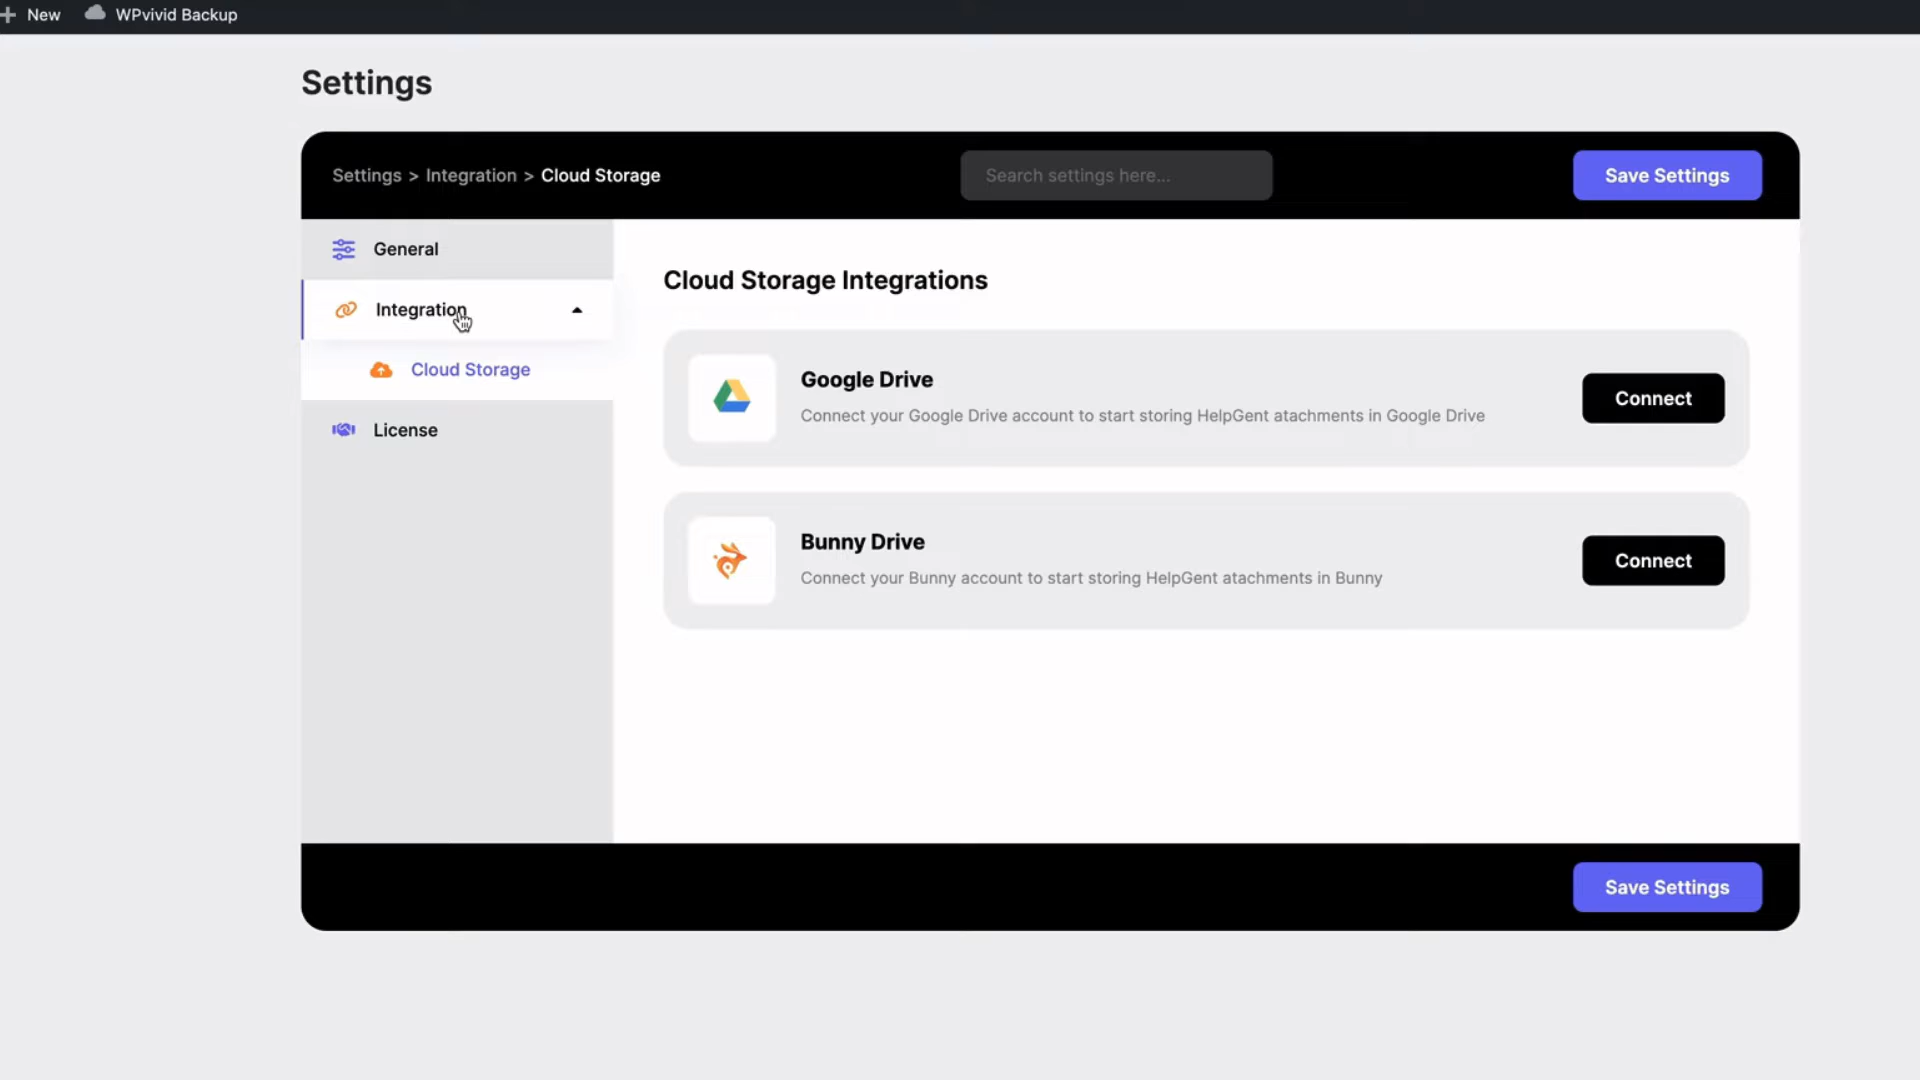 New WPvivid Backup
Settings
Settings > Integration > Cloud Storage
Search settings here...
Save Settings
General
Integration
Cloud Storage
License
Cloud Storage Integrations
Google Drive
Connect your Google Drive account to start storing HelpGent atachments in Google Drive
Connect
Bunny Drive
Connect your Bunny account to start storing HelpGent atachments in Bunny
Connect
Save Settings